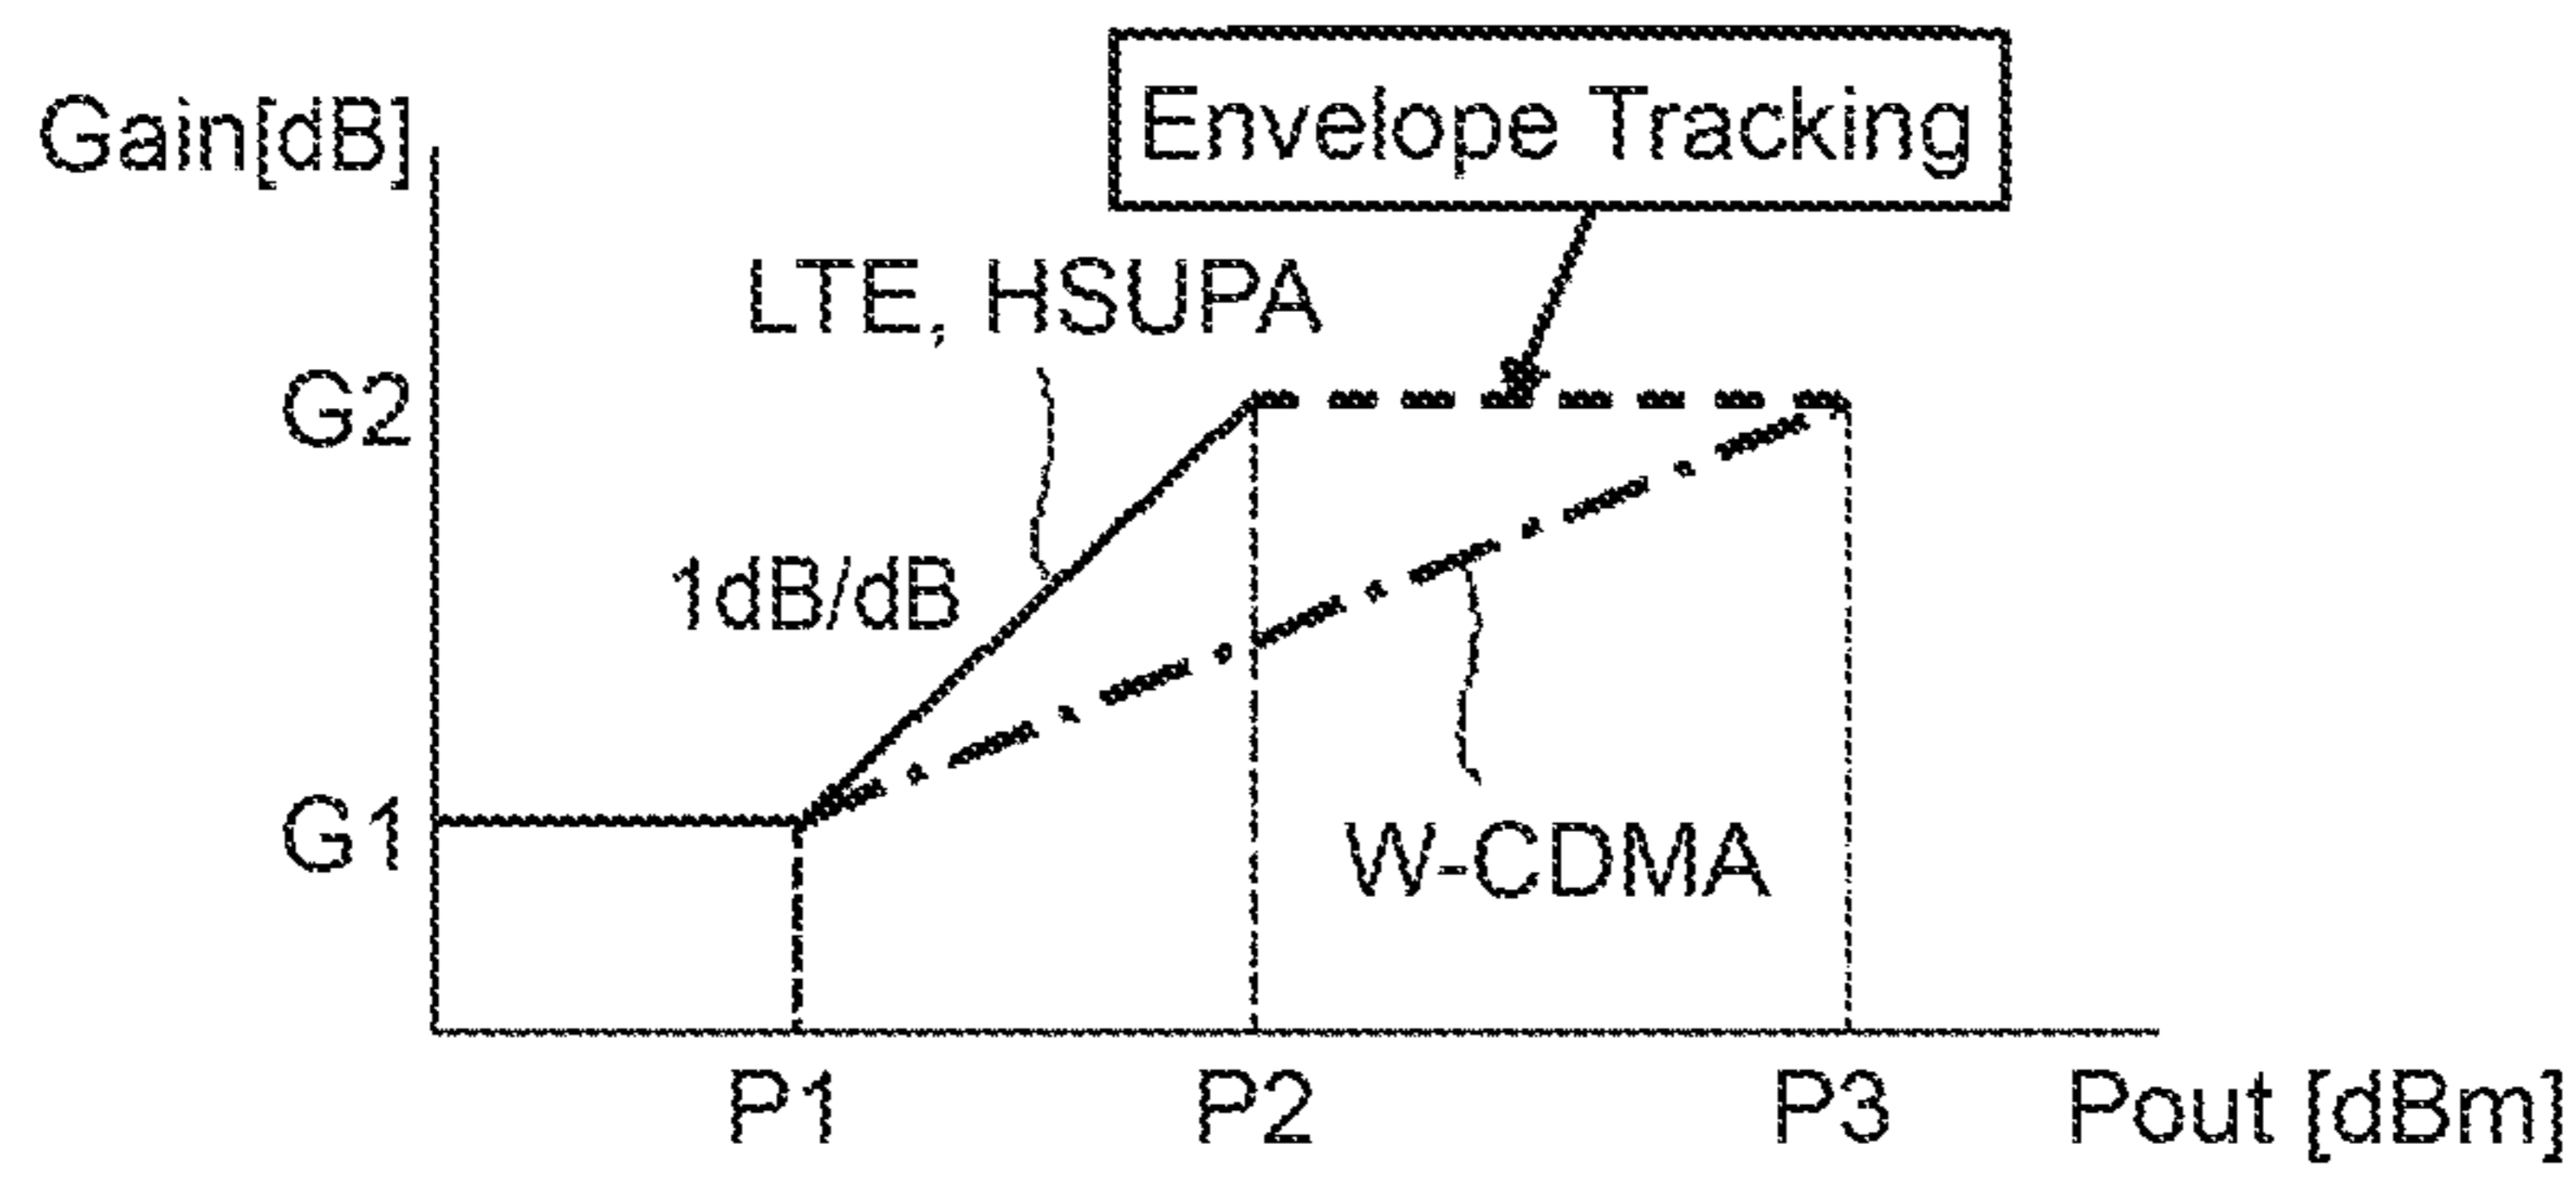 Envelope Tracking
Gain[dB]
LTE, HSUPA
G2
1dB/dB
G1
W-CDMA
P1
P2
P3
Pout [dBm]